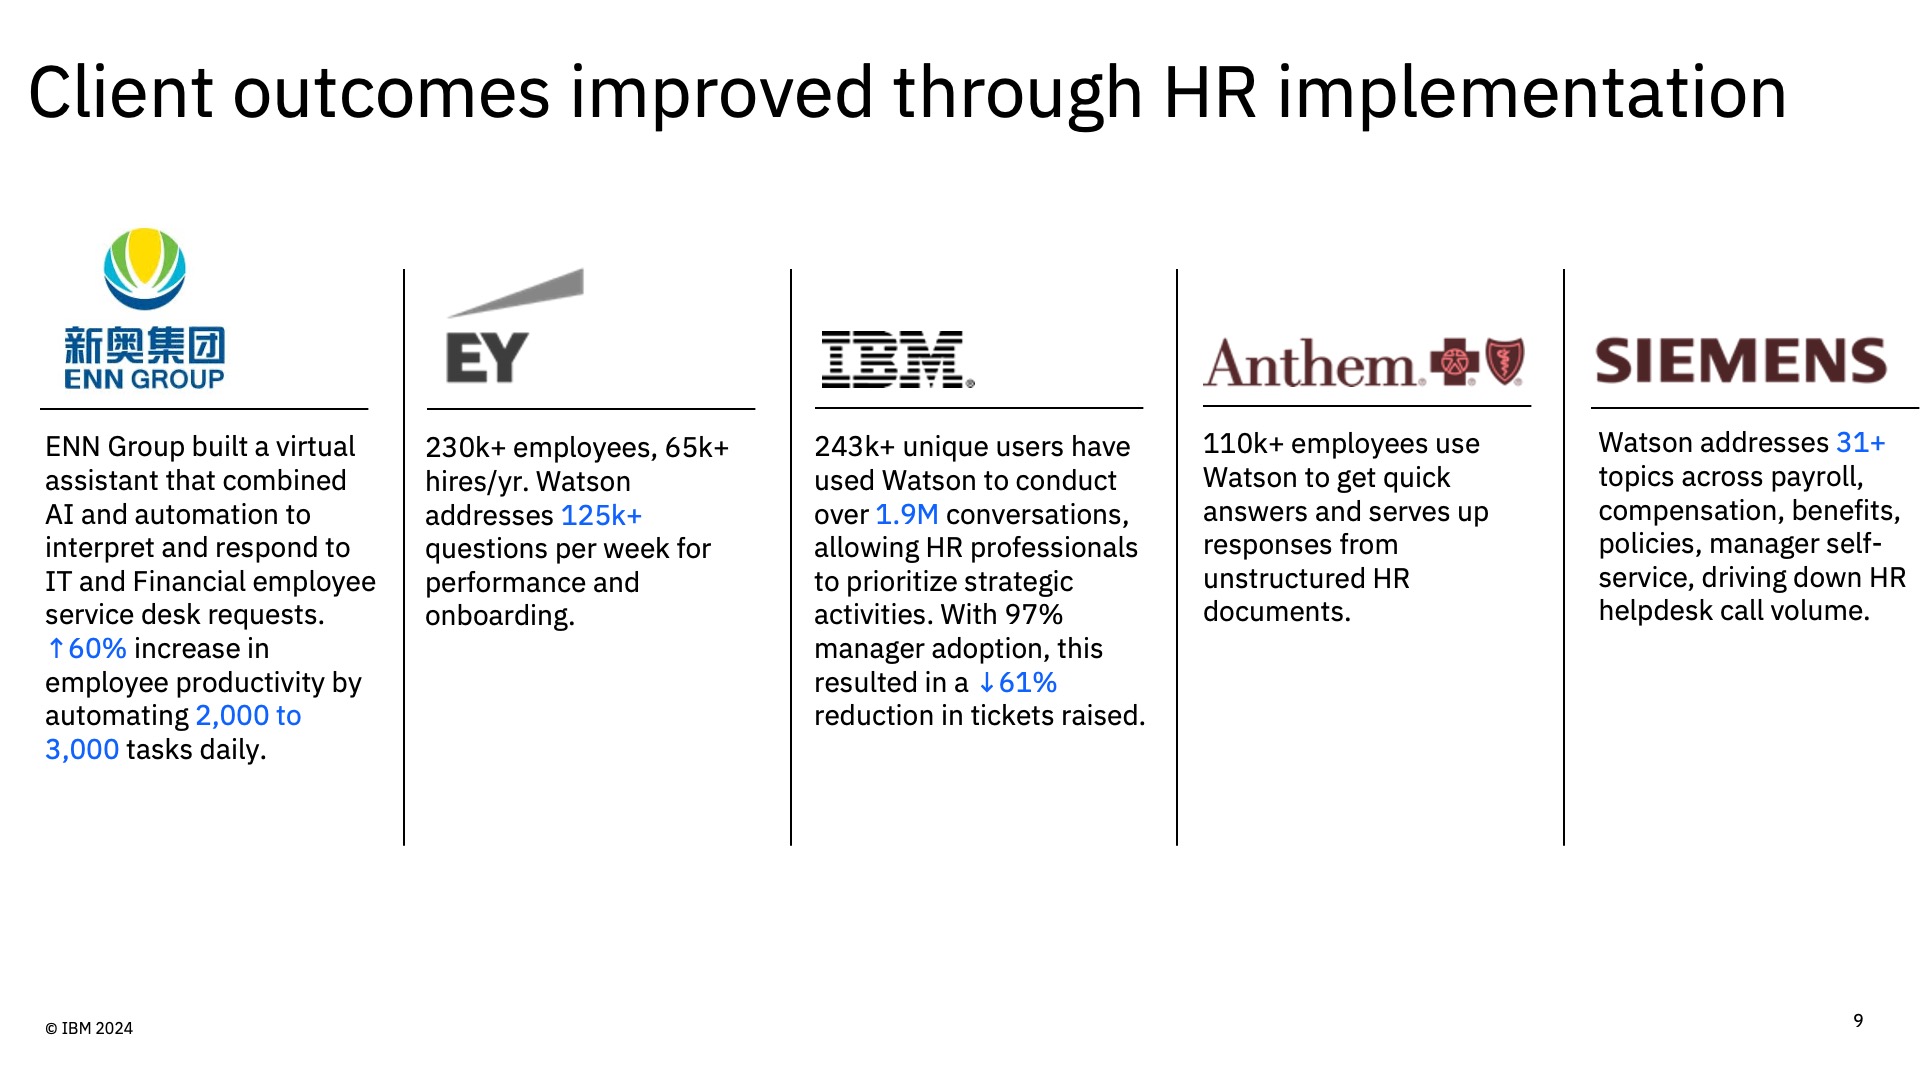 Client outcomes improved through HR implementation
新奥集团
ENN GROUP
ENN Group built a virtual
assistant that combined
AI and automation to
interpret and respond to
IT and Financial employee
service desk requests.
↑60% increase in
employee productivity by
automating 2,000 to
3,000 tasks daily.
EY
230k+ employees, 65k+
hires/yr. Watson
addresses 125k+
questions per week for
performance and
onboarding.
IBM®
243k+ unique users have
used Watson to conduct
over 1.9M conversations,
allowing HR professionals
to prioritize strategic
activities. With 97%
manager adoption, this
resulted in a ↓61%
reduction in tickets raised.
Anthem®
110k+ employees use
Watson to get quick
answers and serves up
responses from
unstructured HR
documents.
SIEMENS
Watson addresses 31+
topics across payroll,
compensation, benefits,
policies, manager self-
service, driving down HR
helpdesk call volume.
© IBM 2024
9